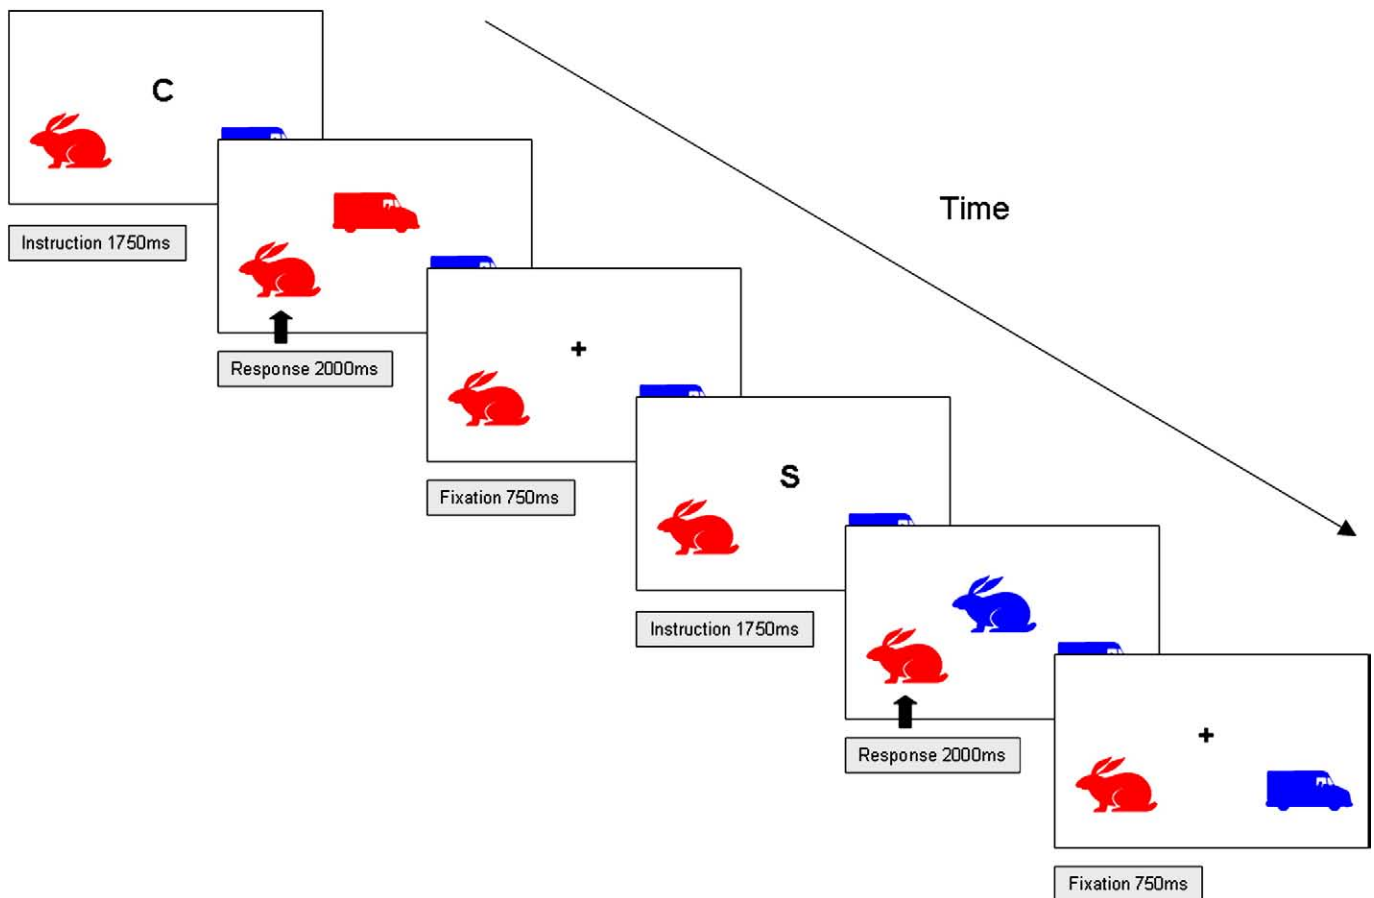 C
Instruction 1750ms
Time
Response 2000ms
+
Fixation 750ms
S
Instruction 1750ms
Response 2000ms
+
Fixation 750ms